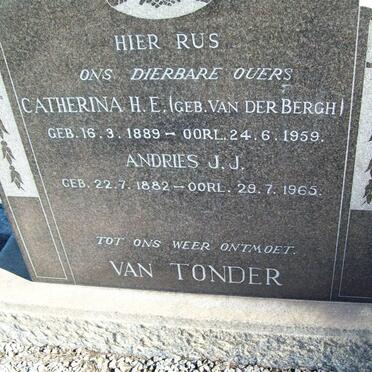 HIER RUS
ONS DIERBARE OUERS
CATHERINA H.E. (GEB. VAN DER BERGH)
GEB. 16.3.1889 – OORL. 24.6.1959.
ANDRIES J.J.
GEB. 22.7.1882 – OORL. 29.7.1965.
TOT ONS WEER ONTMOET.
VAN TONDER